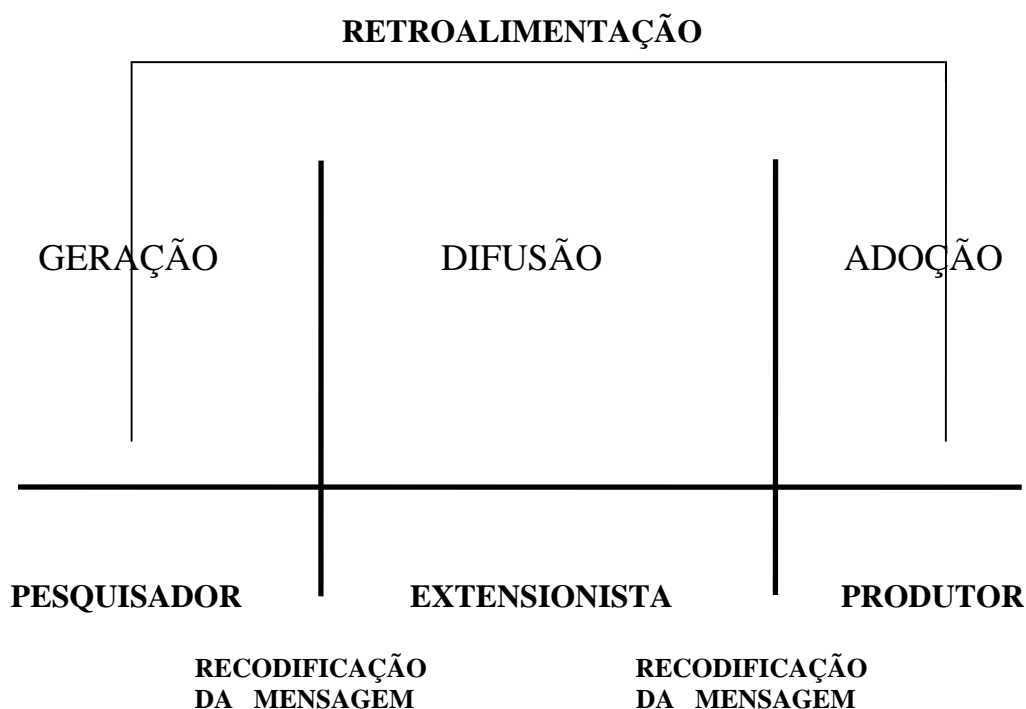 RETROALIMENTAÇÃO
GERAÇÃO DIFUSÃO ADOÇÃO
PESQUISADOR EXTENSIONISTA PRODUTOR
RECODIFICAÇÃO RECODIFICAÇÃO
DA MENSAGEM DA MENSAGEM